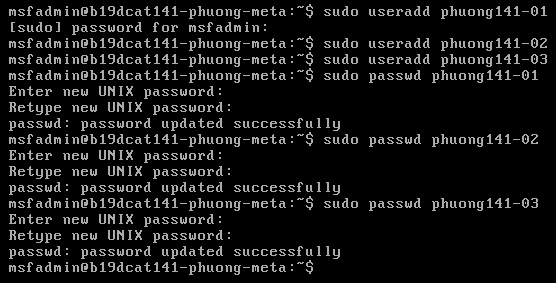 msfadmin@b19dcat141-phuong-meta:~$ sudo useradd phuong141-01
[sudo] password for msfadmin:
msfadmin@b19dcat141-phuong-meta:~$ sudo useradd phuong141-02
msfadmin@b19dcat141-phuong-meta:~$ sudo useradd phuong141-03
msfadmin@b19dcat141-phuong-meta:~$ sudo passwd phuong141-01
Enter new UNIX password:
Retype new UNIX password:
passwd: password updated successfully
msfadmin@b19dcat141-phuong-meta:~$ sudo passwd phuong141-02
Enter new UNIX password:
Retype new UNIX password:
passwd: password updated successfully
msfadmin@b19dcat141-phuong-meta:~$ sudo passwd phuong141-03
Enter new UNIX password:
Retype new UNIX password:
passwd: password updated successfully
msfadmin@b19dcat141-phuong-meta:~$